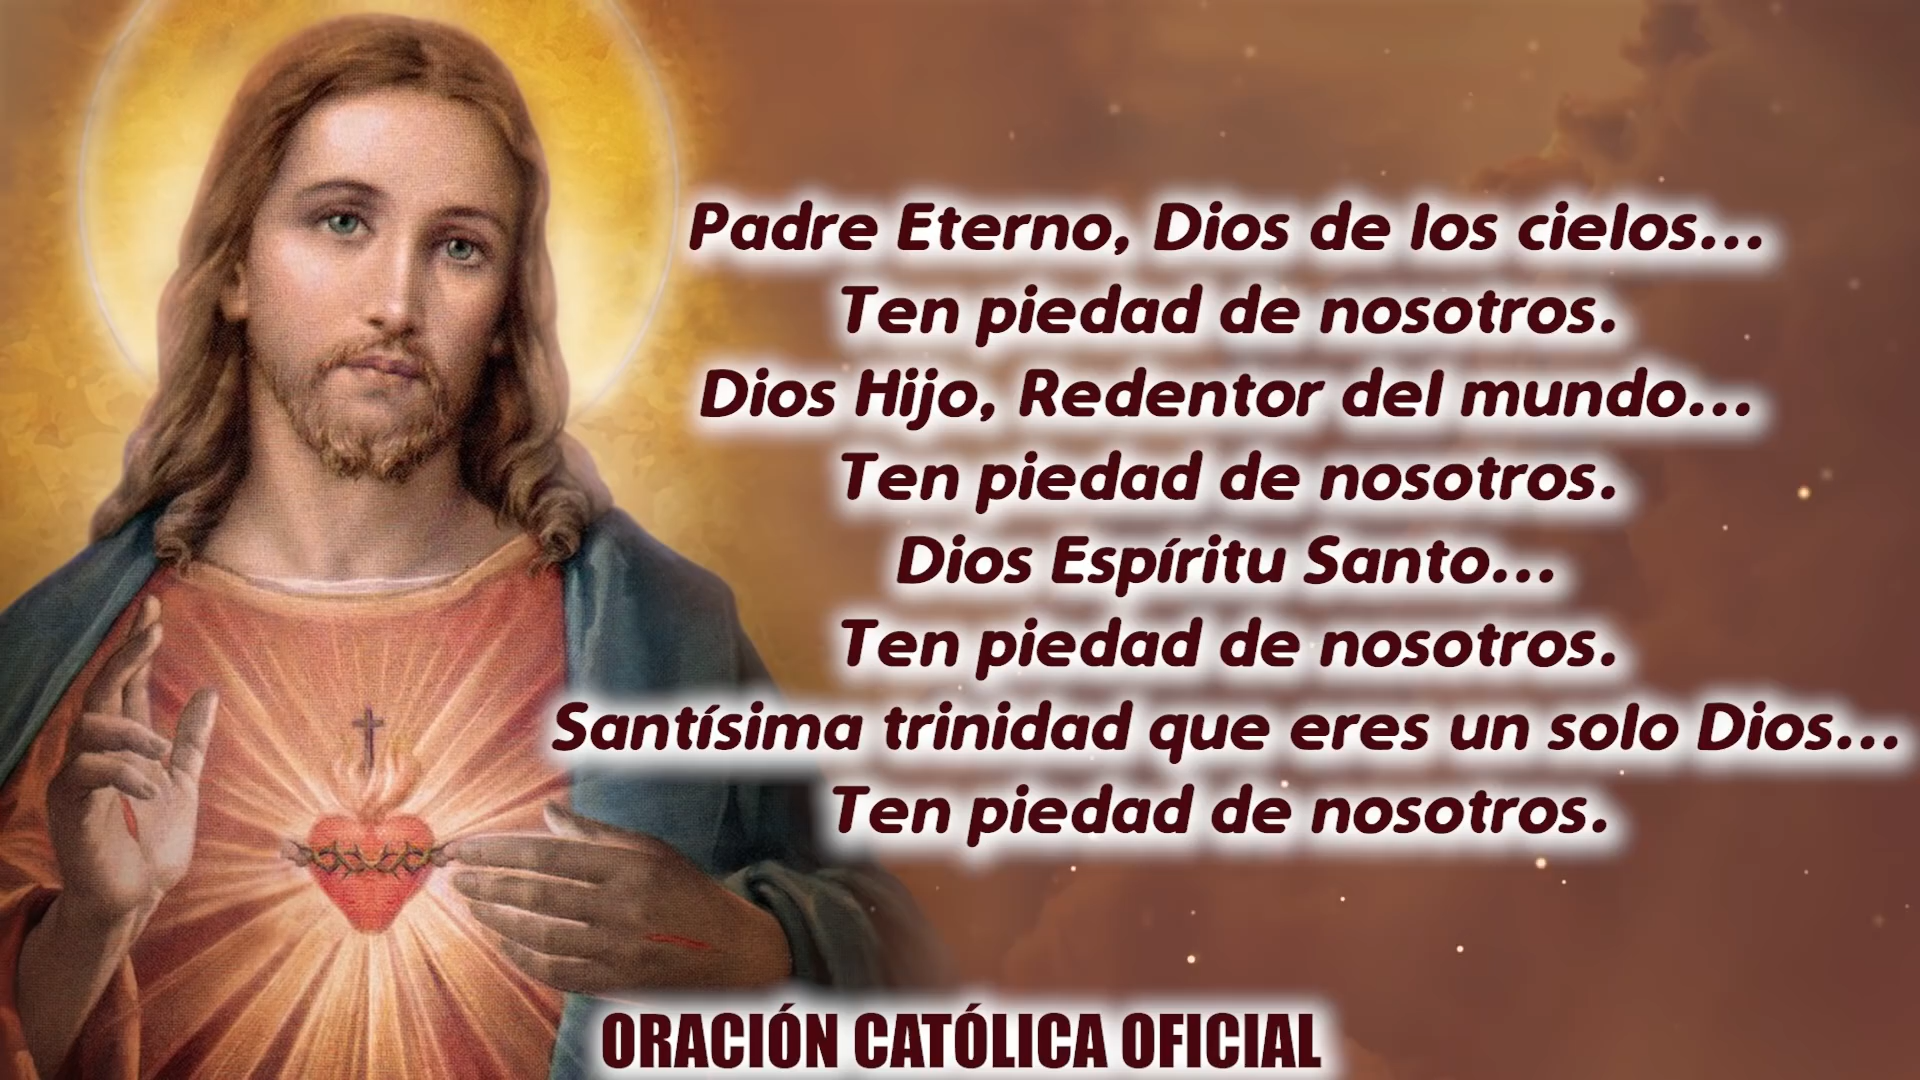 Padre Eterno, Dios de los cielos...
Ten piedad de nosotros.
Dios Hijo, Redentor del mundo...
Ten piedad de nosotros.
Dios Espíritu Santo...
Ten piedad de nosotros.
Santísima trinidad que eres un solo Dios...
Ten piedad de nosotros.
ORACIÓN CATÓLICA OFICIAL